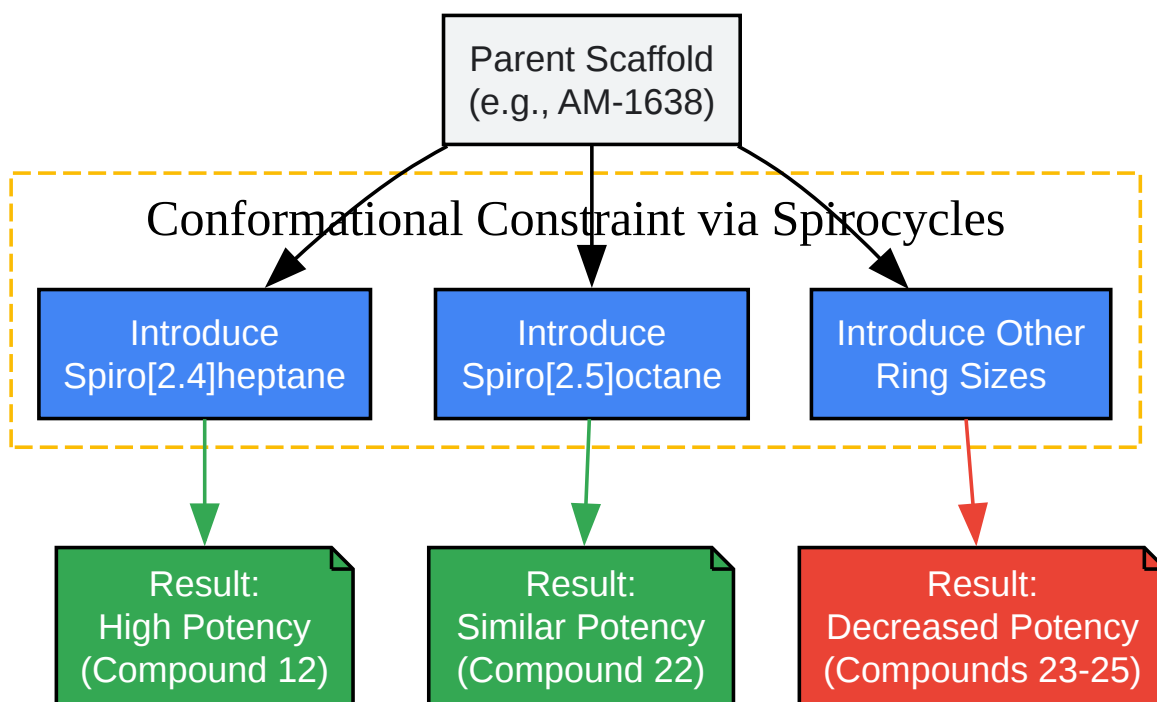 Parent Scaffold
(e.g., AM-1638)
Conformational Constraint via Spirocycles
Introduce
Spiro[2.4]heptane
Introduce
Spiro[2.5]octane
Introduce Other
Ring Sizes
Result:
High Potency
(Compound 12)
Result:
Similar Potency
(Compound 22)
Result:
Decreased Potency
(Compounds 23-25)